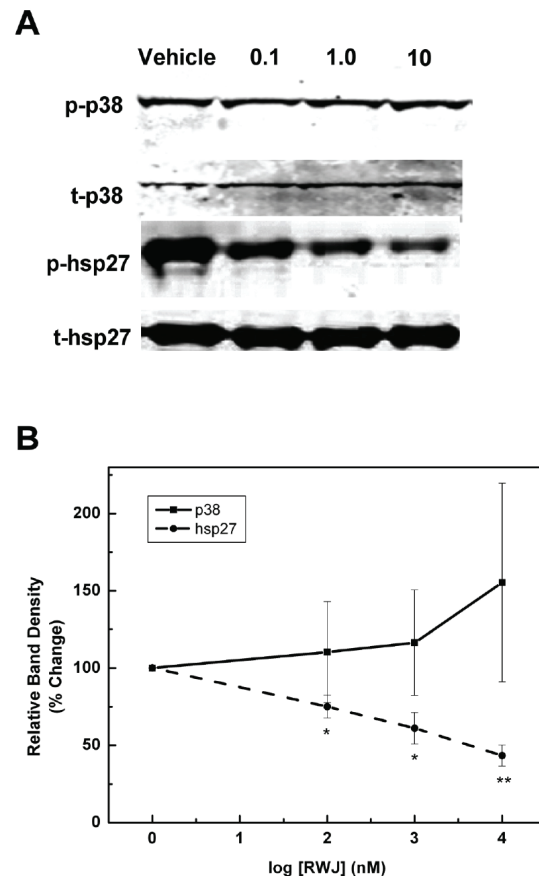 A
Vehicle 0.1 1.0 10
p-p38
t-p38
p-hsp27
t-hsp27
B
p38
hsp27
Relative Band Density
(% Change)
200
150
100
50
0
* * **
0 1 2 3 4
log [RWJ] (nM)